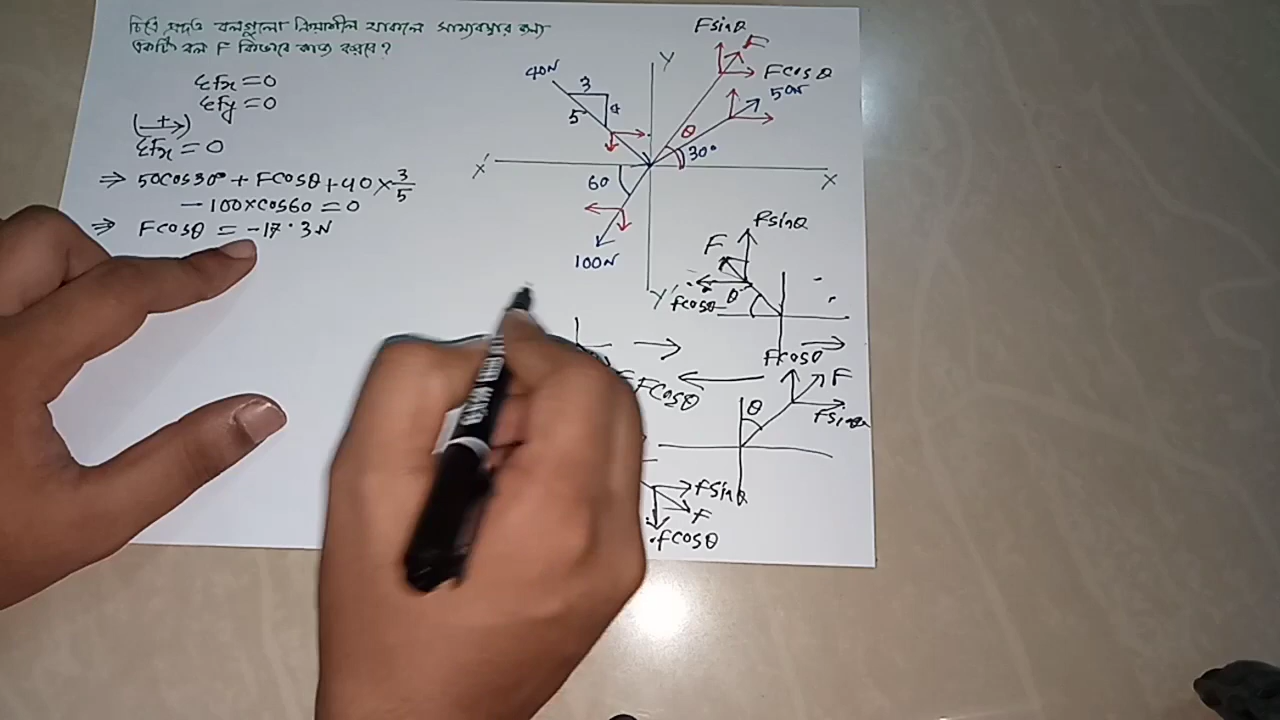 চিত্রে প্রদত্ত বলগুলো ক্রিয়াশীল থাকলে সাম্যাবস্থার জন্য
একটি বল F কিভাবে কাজ করবে?
ΣFx = 0
ΣFy = 0
(+→)
ΣFx = 0
⇒ 50cos30° + Fcosθ + 40 × 3/5
− 100×cos60 = 0
⇒ Fcosθ = −17.3N
Fsinθ
F
Fcosθ
50N
Y
40N
3
4
5
θ
30°
X'
X
60
100N
Y'
Fsinθ
F
Fcosθ
θ
Fcosθ
F
θ
Fsinθ
FCosθ
Fsinθ
F
Fcosθ